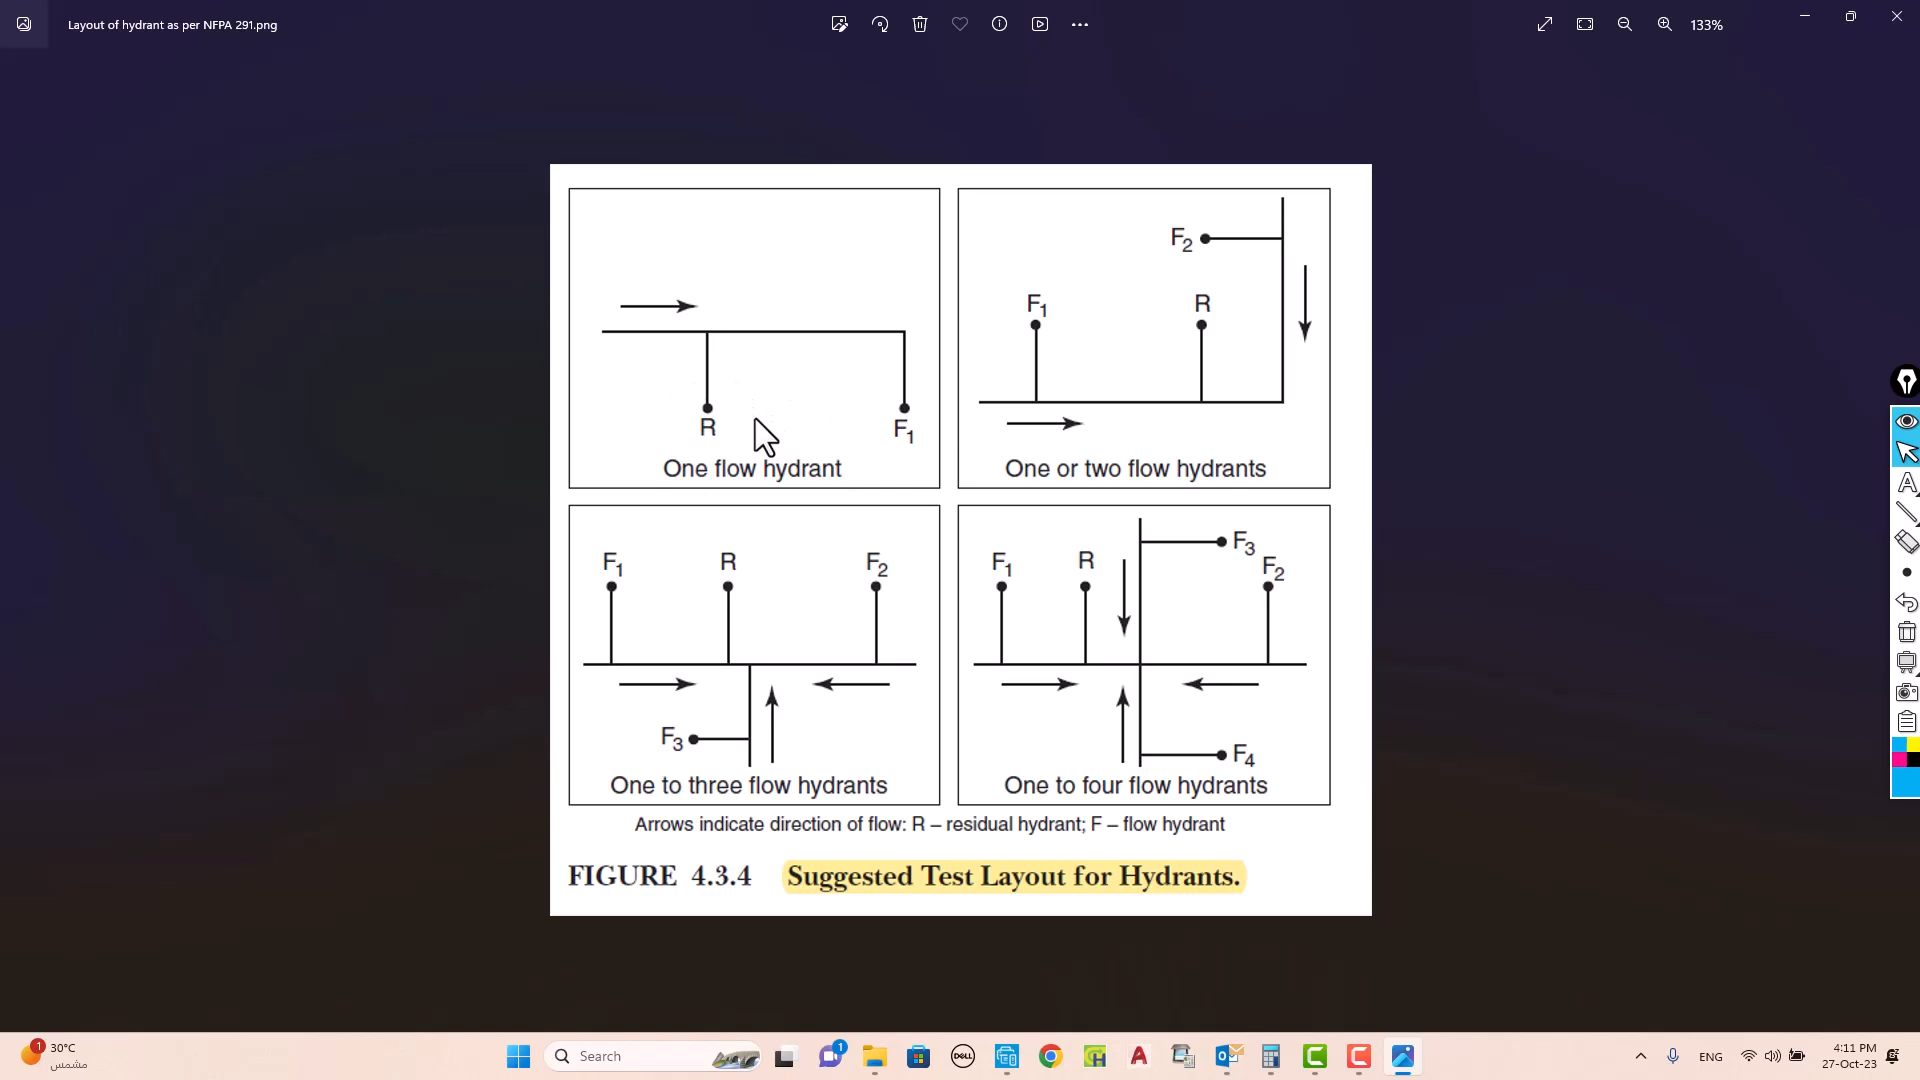 Layout of hydrant as per NFPA 291.png
133%
F2
F1
R
R
F1
One flow hydrant
One or two flow hydrants
F1
R
F2
F3
One to three flow hydrants
F1
R
F3
F2
F4
One to four flow hydrants
Arrows indicate direction of flow: R – residual hydrant; F – flow hydrant
FIGURE 4.3.4 Suggested Test Layout for Hydrants.
A
1
30°C
مشمس
Search
1
DELL
ENG
4:11 PM
27-Oct-23